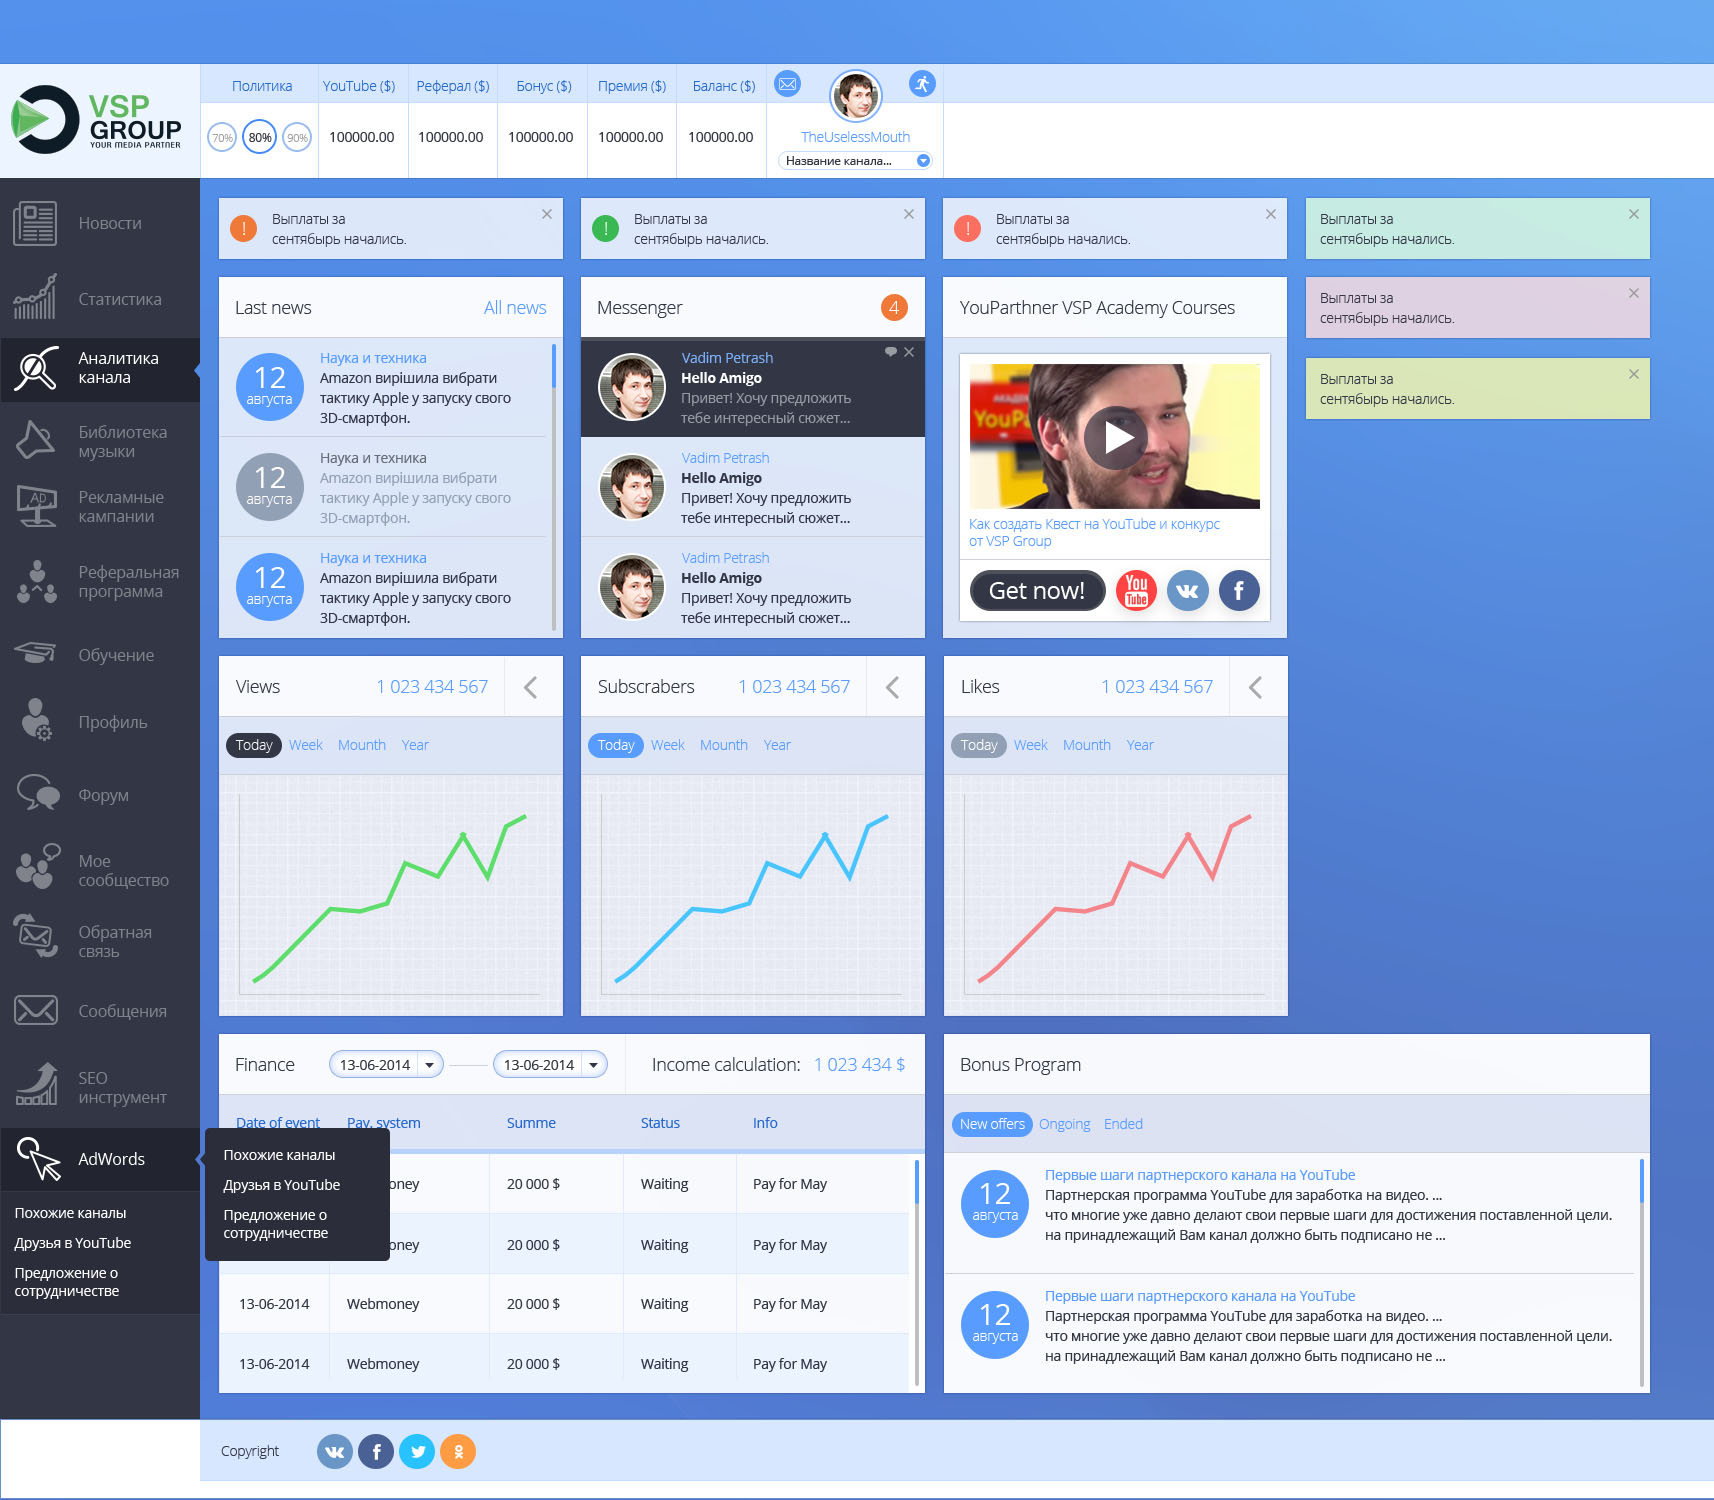 VSP
GROUP
YOUR MEDIA PARTNER
Политика
YouTube ($)
Реферал ($)
Бонус ($)
Премия ($)
Баланс ($)
70%
80%
90%
100000.00
100000.00
100000.00
100000.00
100000.00
TheUselessMouth
Название канала...
Новости
Статистика
Аналитика
канала
Библиотека
музыки
AD
Рекламные
кампании
Реферальная
программа
Обучение
Профиль
Форум
Мое
сообщество
Обратная
связь
Сообщения
SEO
инструмент
AdWords
Похожие каналы
Друзья в YouTube
Предложение о
сотрудничестве
Похожие каналы
Друзья в YouTube
Предложение о
сотрудничестве
!
Выплаты за
сентябырь начались.
!
Выплаты за
сентябырь начались.
!
Выплаты за
сентябырь начались.
Выплаты за
сентябырь начались.
Выплаты за
сентябырь начались.
Выплаты за
сентябырь начались.
Last news
All news
12
августа
Наука и техника
Amazon вирішила вибрати
тактику Apple у запуску свого
3D-смартфон.
12
августа
Наука и техника
Amazon вирішила вибрати
тактику Apple у запуску свого
3D-смартфон.
12
августа
Наука и техника
Amazon вирішила вибрати
тактику Apple у запуску свого
3D-смартфон.
Messenger
4
Vadim Petrash
Hello Amigo
Привет! Хочу предложить
тебе интересный сюжет...
Vadim Petrash
Hello Amigo
Привет! Хочу предложить
тебе интересный сюжет...
Vadim Petrash
Hello Amigo
Привет! Хочу предложить
тебе интересный сюжет...
YouParthner VSP Academy Courses
Как создать Квест на YouTube и конкурс
от VSP Group
Get now!
You
Tube
Views
1 023 434 567
Today
Week
Mounth
Year
Subscrabers
1 023 434 567
Today
Week
Mounth
Year
Likes
1 023 434 567
Today
Week
Mounth
Year
Finance
13-06-2014
13-06-2014
Income calculation:
1 023 434 $
Date of event
Pay. system
Summe
Status
Info
oney
20 000 $
Waiting
Pay for May
oney
20 000 $
Waiting
Pay for May
13-06-2014
Webmoney
20 000 $
Waiting
Pay for May
13-06-2014
Webmoney
20 000 $
Waiting
Pay for May
Bonus Program
New offers
Ongoing
Ended
12
августа
Первые шаги партнерского канала на YouTube
Партнерская программа YouTube для заработка на видео. ...
что многие уже давно делают свои первые шаги для достижения поставленной цели.
на принадлежащий Вам канал должно быть подписано не ...
12
августа
Первые шаги партнерского канала на YouTube
Партнерская программа YouTube для заработка на видео. ...
что многие уже давно делают свои первые шаги для достижения поставленной цели.
на принадлежащий Вам канал должно быть подписано не ...
Copyright